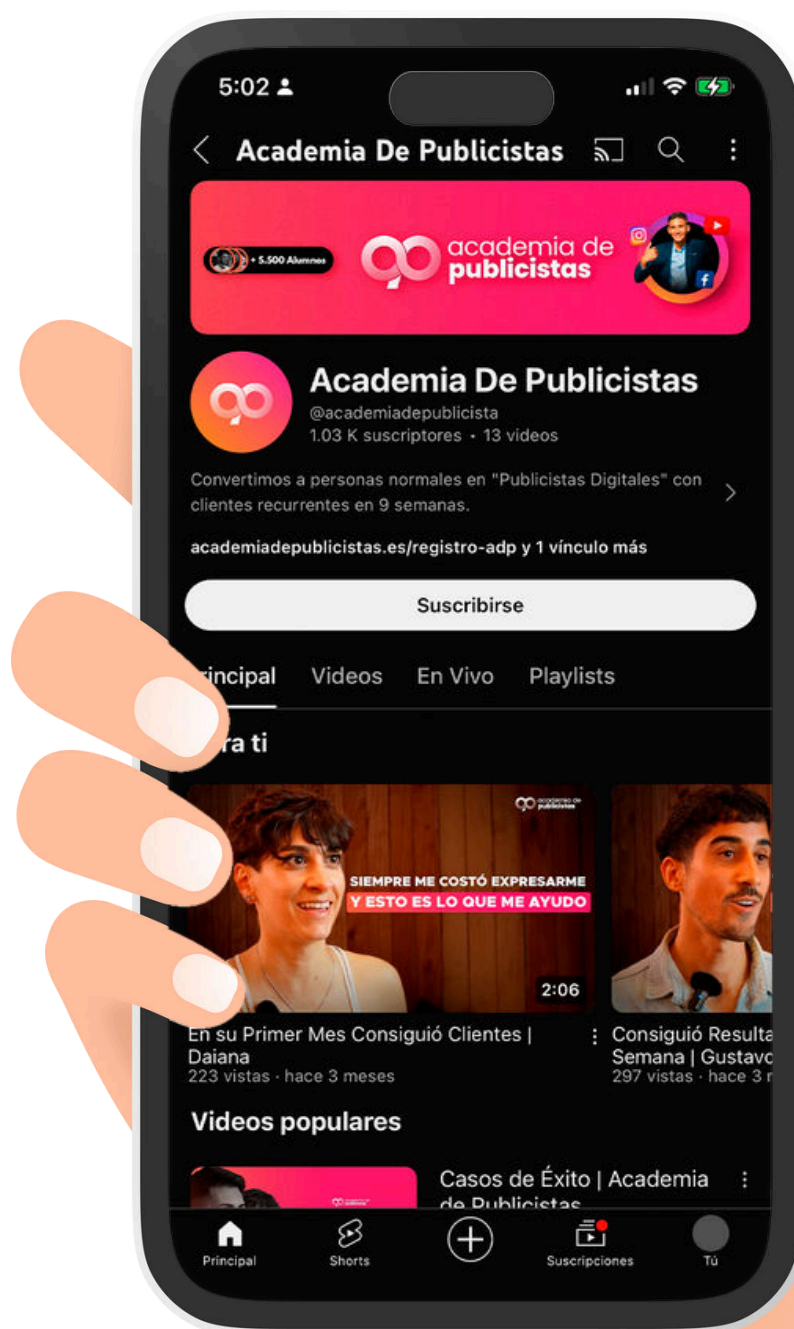 5:02
Academia De Publicistas
+ 5.500 Alumnos
academia de
publicistas
Academia De Publicistas
@academiadepublicista
1.03 K suscriptores • 13 videos
Convertimos a personas normales en "Publicistas Digitales" con
clientes recurrentes en 9 semanas.
academiadepublicistas.es/registro-adp y 1 vínculo más
Suscribirse
rincipal Videos En Vivo Playlists
ra ti
academia de
publicistas
SIEMPRE ME COSTÓ EXPRESARME
Y ESTO ES LO QUE ME AYUDO
2:06
En su Primer Mes Consiguió Clientes |
Daiana
223 vistas · hace 3 meses
Consiguió Resulta
Semana | Gustavo
297 vistas · hace 3
Videos populares
Casos de Éxito | Academia
de Publicistas
Principal
Shorts
Suscripciones
Tú